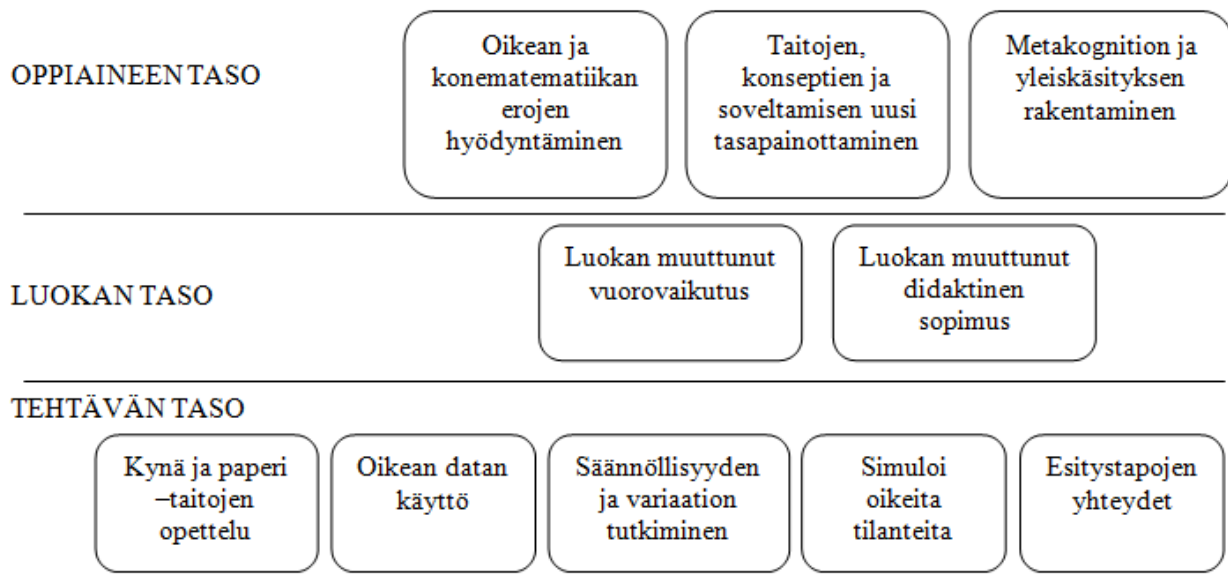 OPPIAINEEN TASO
Oikean ja
konematematiikan
erojen
hyödyntäminen
Taitojen,
konseptien ja
soveltamisen uusi
tasapainottaminen
Metakognition ja
yleiskäsityksen
rakentaminen
LUOKAN TASO
Luokan muuttunut
vuorovaikutus
Luokan muuttunut
didaktinen
sopimus
TEHTÄVÄN TASO
Kynä ja paperi
–taitojen
opettelu
Oikean datan
käyttö
Säännöllisyyden
ja variaation
tutkiminen
Simuloi
oikeita
tilanteita
Esitystapojen
yhteydet